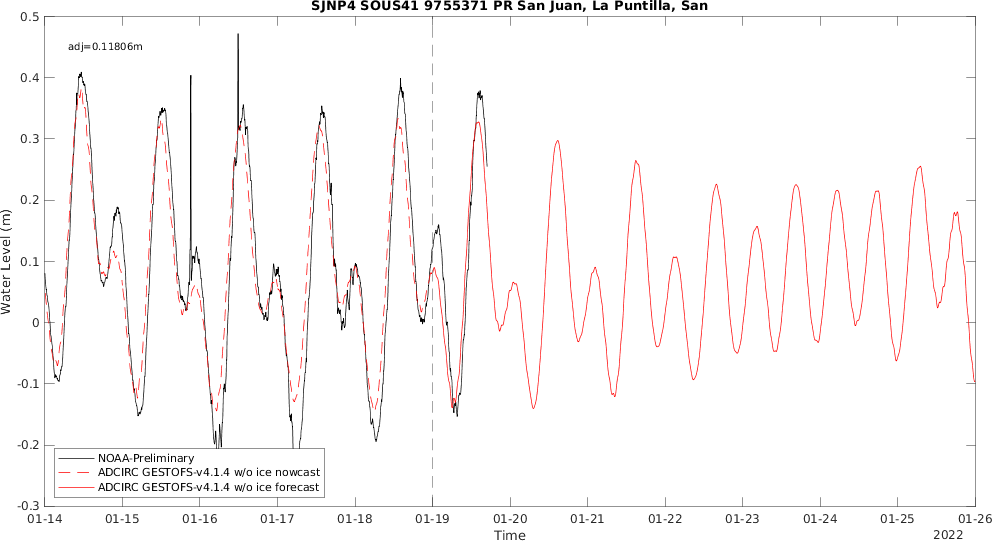 SJNP4 SOUS41 9755371 PR San Juan, La Puntilla, San
adj=0.11806m
0.5
0.4
0.3
0.2
0.1
0
-0.1
-0.2
-0.3
Water Level (m)
NOAA-Preliminary
ADCIRC GESTOFS-v4.1.4 w/o ice nowcast
ADCIRC GESTOFS-v4.1.4 w/o ice forecast
01-14 01-15 01-16 01-17 01-18 01-19 01-20 01-21 01-22 01-23 01-24 01-25 01-26
Time
2022